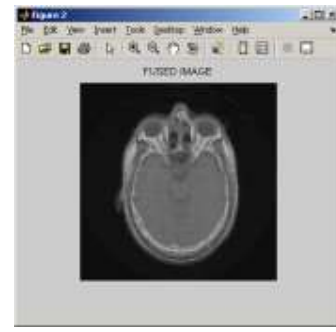 Figure 2
File Edit View Insert Tools Desktop Window Help
FUSED IMAGE